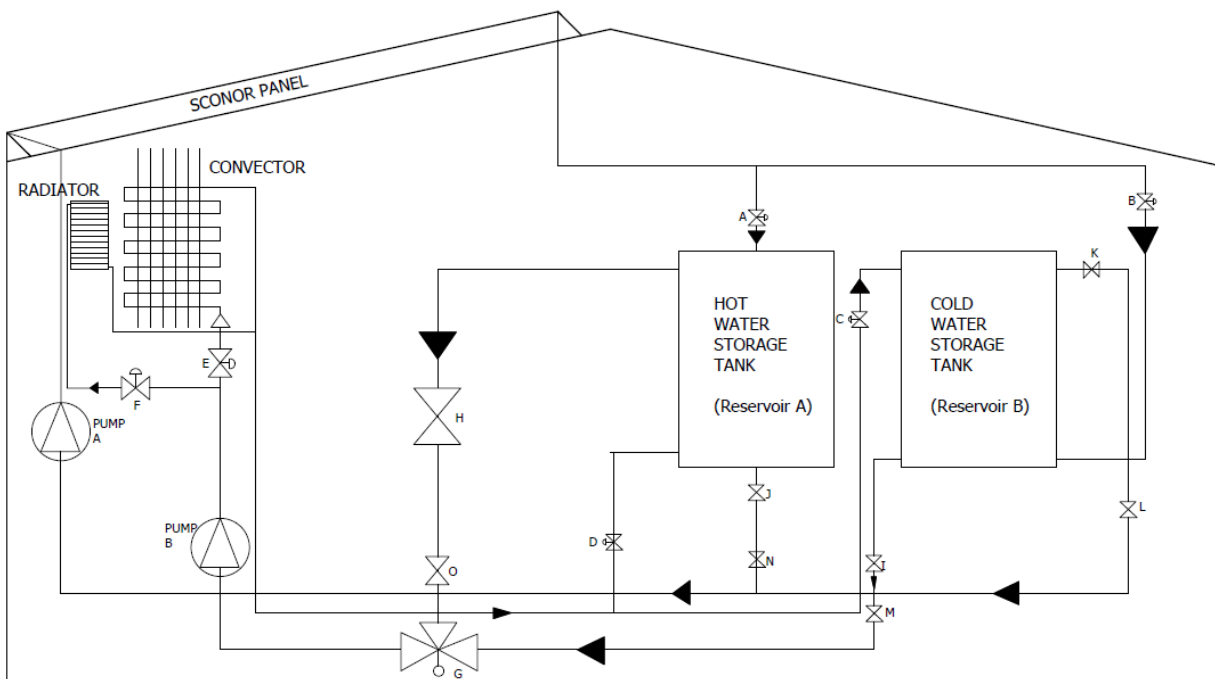 SCONOR PANEL
CONVECTOR
RADIATOR
A
B
K
HOT
WATER
STORAGE
TANK
(Reservoir A)
COLD
WATER
STORAGE
TANK
(Reservoir B)
C
E
F
PUMP
A
H
J
L
PUMP
B
D
N
I
O
M
G